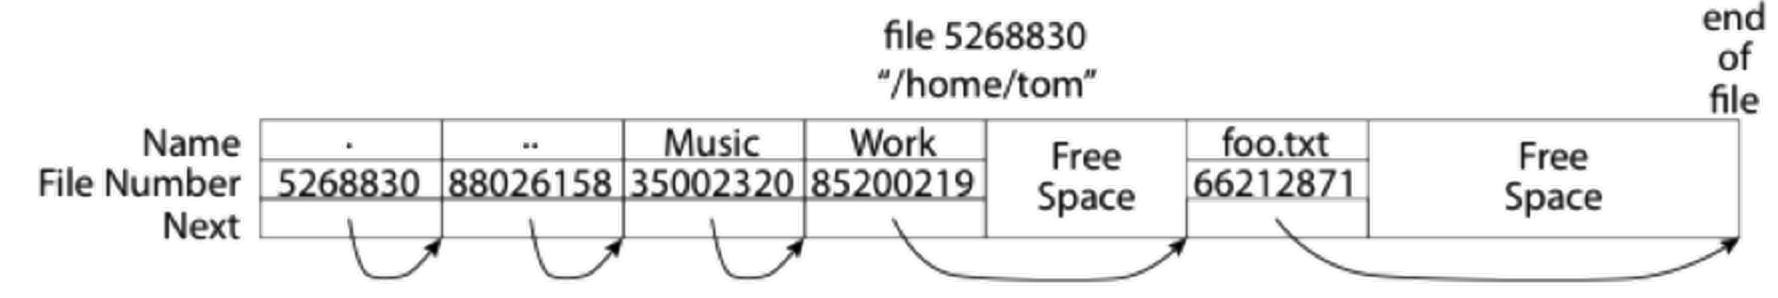 file 5268830
“/home/tom”
end
of
file
Name . .. Music Work Free Space foo.txt Free Space
File Number 5268830 88026158 35002320 85200219 66212871
Next